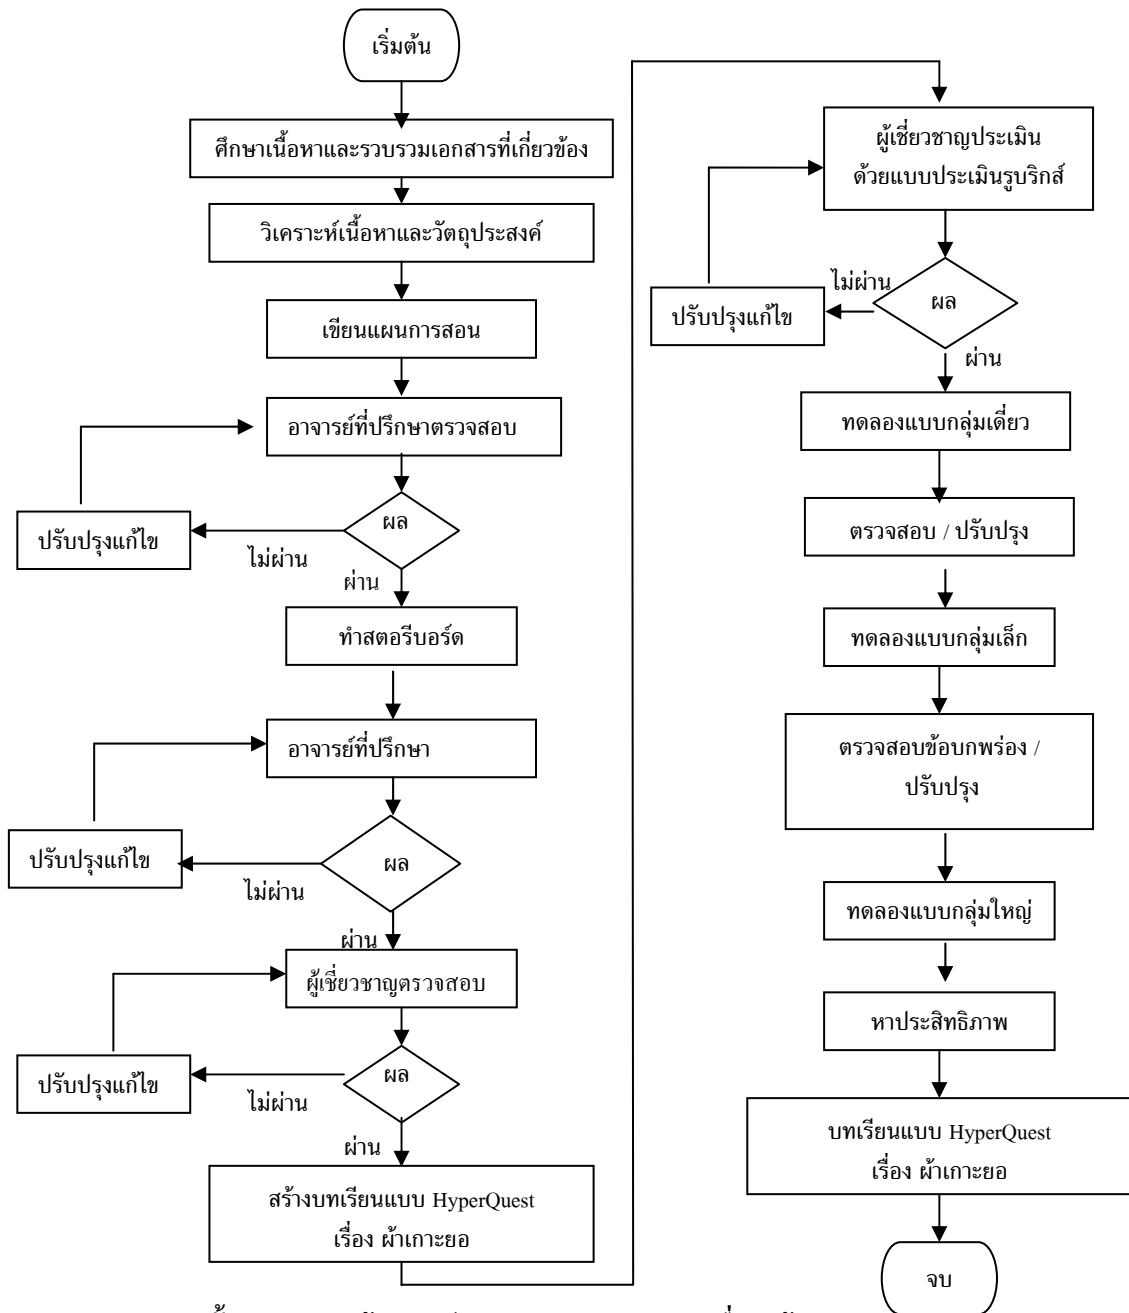 เริ่มต้น
ศึกษาเนื้อหาและรวบรวมเอกสารที่เกี่ยวข้อง
วิเคราะห์เนื้อหาและวัตถุประสงค์
เขียนแผนการสอน
อาจารย์ที่ปรึกษาตรวจสอบ
ผล
ปรับปรุงแก้ไข
ไม่ผ่าน
ผ่าน
ทำสตอรีบอร์ด
อาจารย์ที่ปรึกษา
ผล
ปรับปรุงแก้ไข
ไม่ผ่าน
ผ่าน
ผู้เชี่ยวชาญตรวจสอบ
ผล
ปรับปรุงแก้ไข
ไม่ผ่าน
ผ่าน
สร้างบทเรียนแบบ HyperQuest
เรื่อง ผ้าเกาะยอ
ผู้เชี่ยวชาญประเมิน
ด้วยแบบประเมินรูบริกส์
ไม่ผ่าน
ผล
ปรับปรุงแก้ไข
ผ่าน
ทดลองแบบกลุ่มเดี่ยว
ตรวจสอบ / ปรับปรุง
ทดลองแบบกลุ่มเล็ก
ตรวจสอบข้อบกพร่อง /
ปรับปรุง
ทดลองแบบกลุ่มใหญ่
หาประสิทธิภาพ
บทเรียนแบบ HyperQuest
เรื่อง ผ้าเกาะยอ
จบ